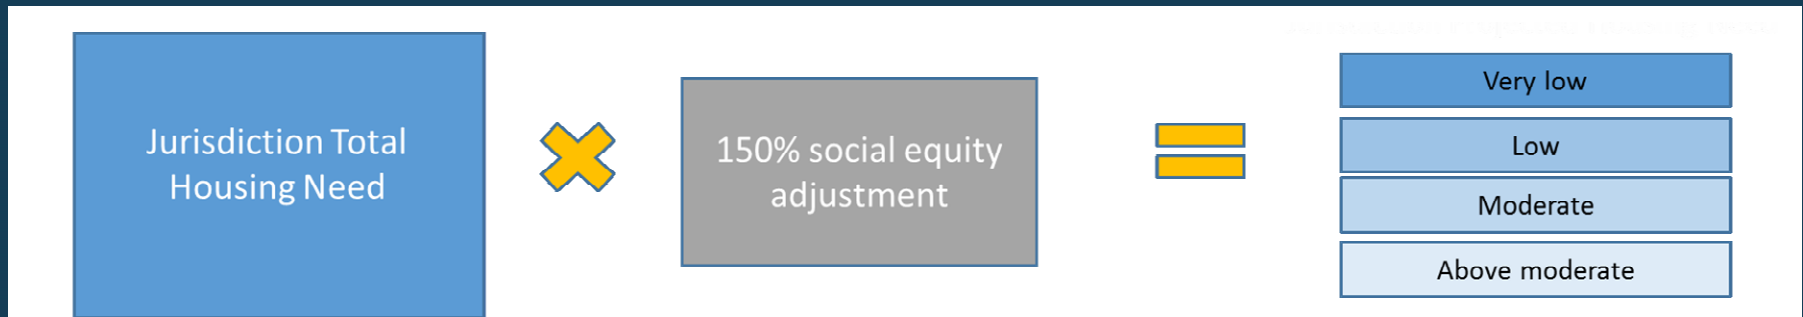 Jurisdiction Total
Housing Need
150% social equity
adjustment
Very low
Low
Moderate
Above moderate